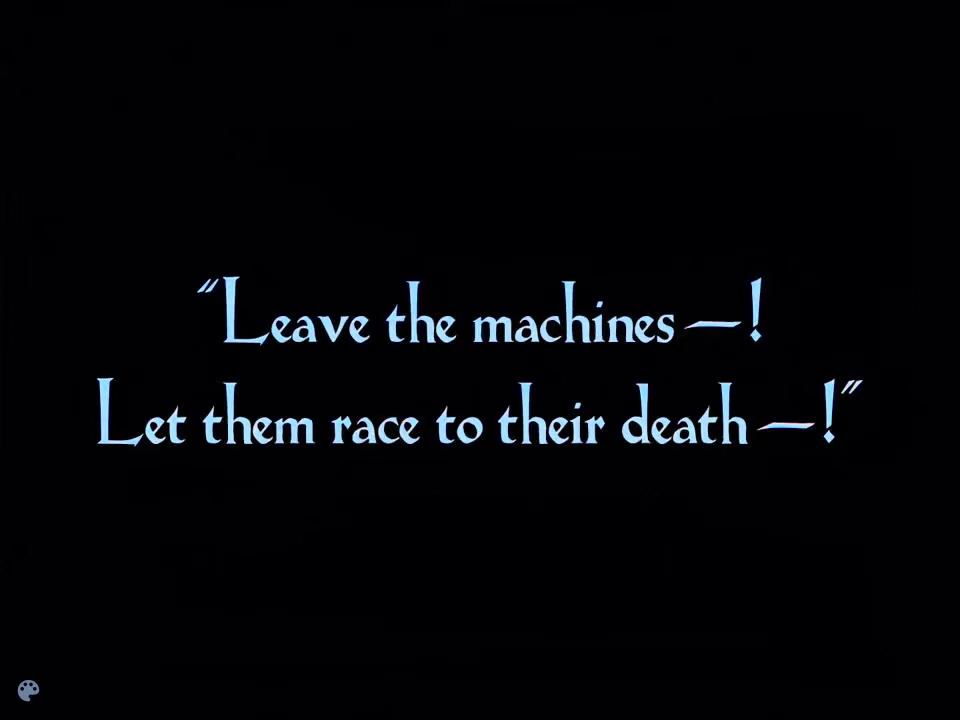 “Leave the machines—!
Let them race to their death—!”